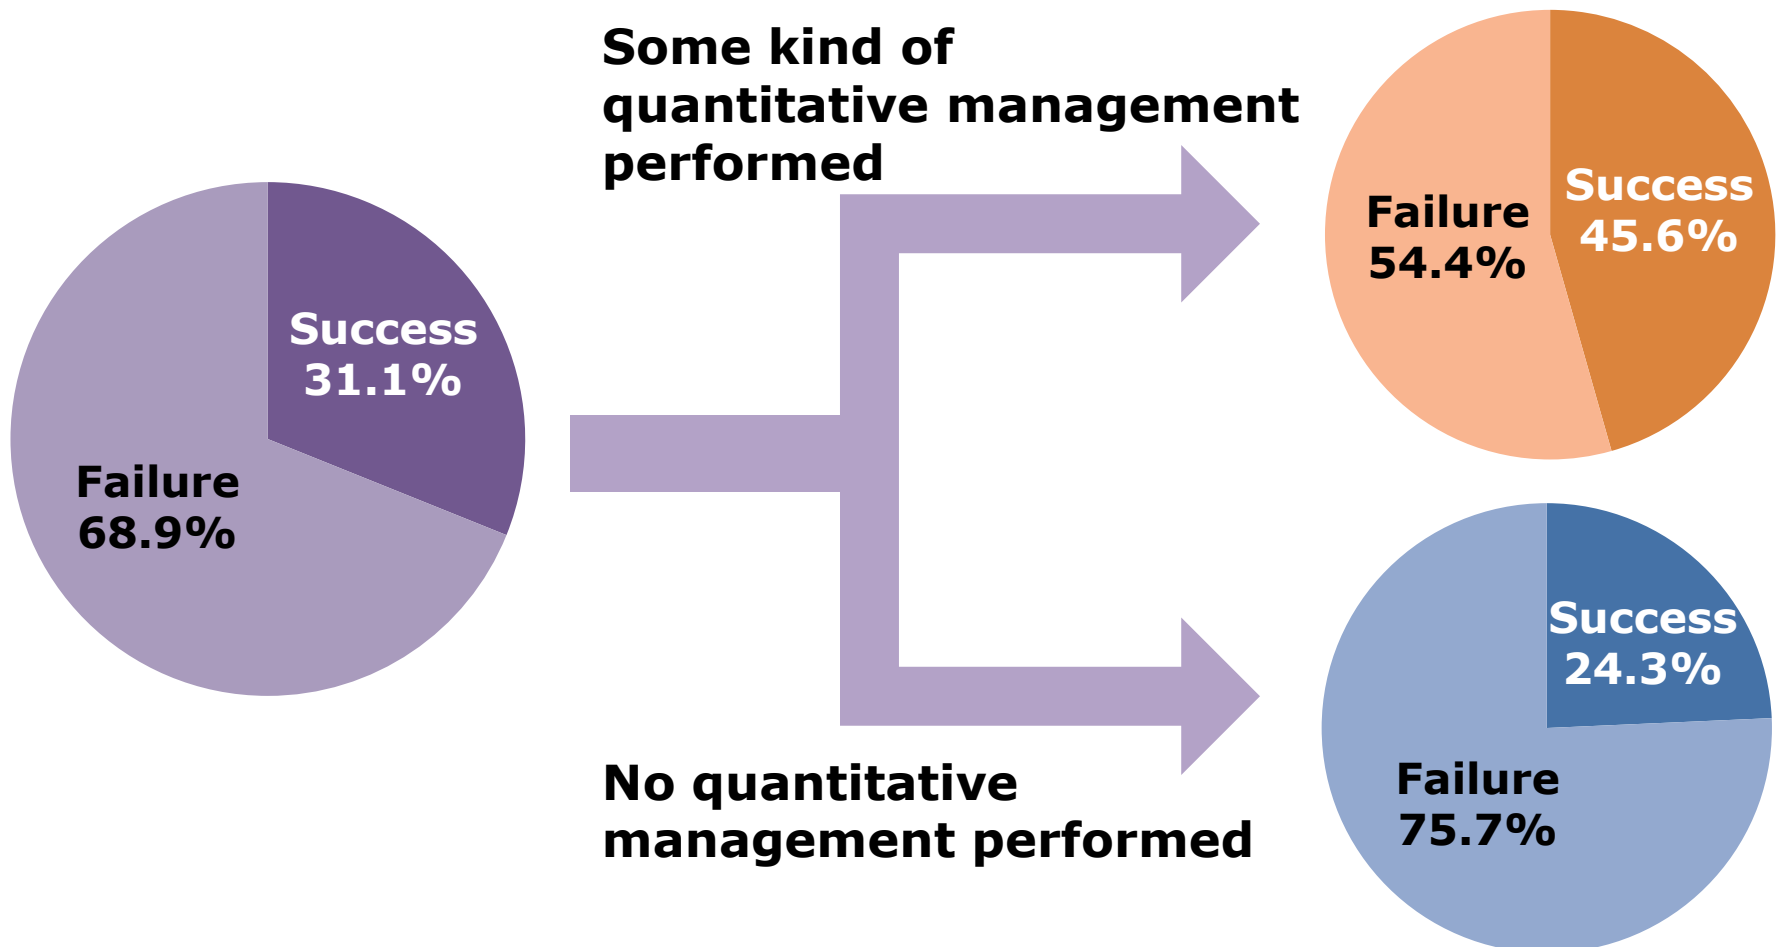 Some kind of
quantitative management
performed
Success
31.1%
Failure
68.9%
Failure
54.4%
Success
45.6%
No quantitative
management performed
Success
24.3%
Failure
75.7%